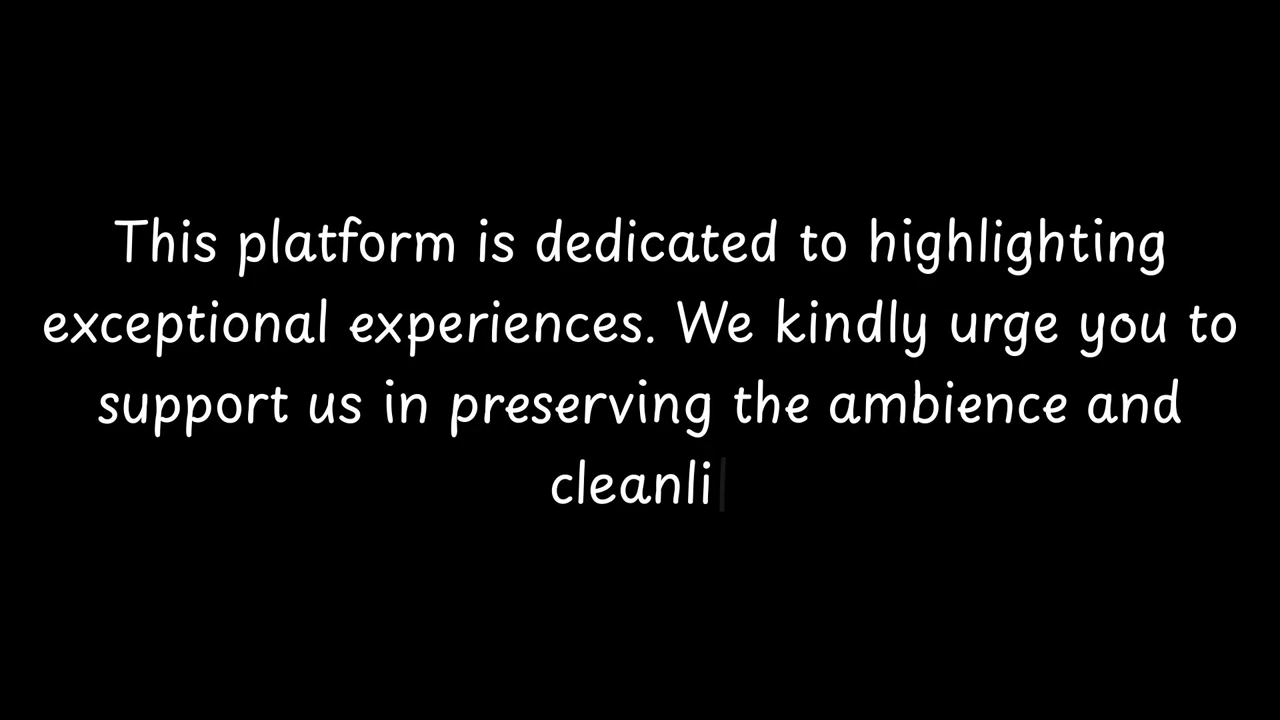 This platform is dedicated to highlighting
exceptional experiences. We kindly urge you to
support us in preserving the ambience and
cleanli